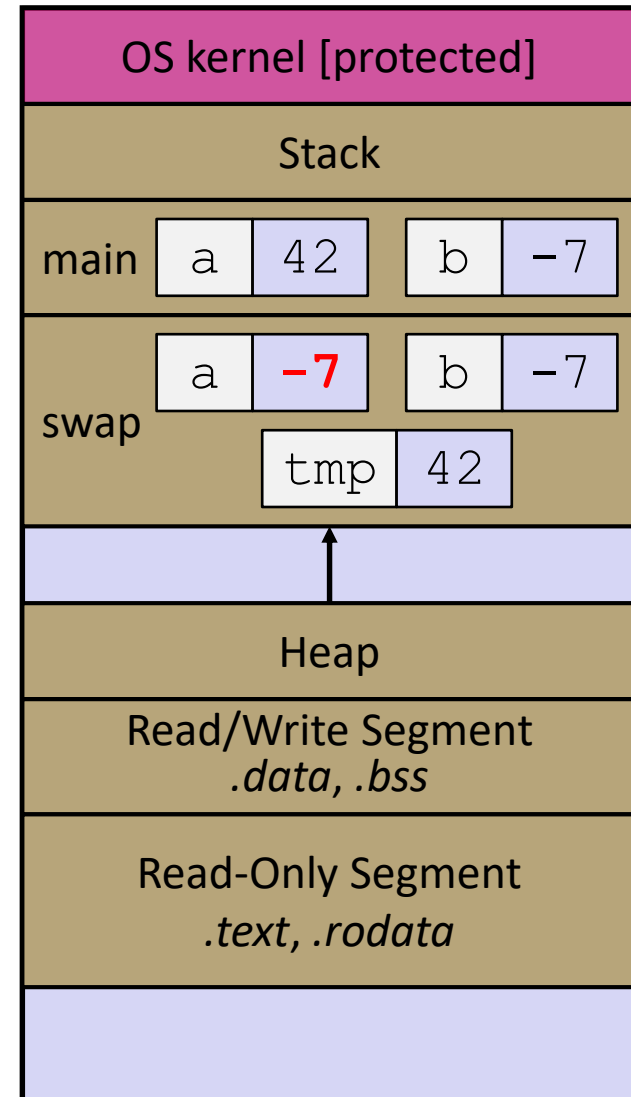 OS kernel [protected]
Stack
main a 42 b -7
a -7 b -7
swap
tmp 42
Heap
Read/Write Segment
.data, .bss
Read-Only Segment
.text, .rodata